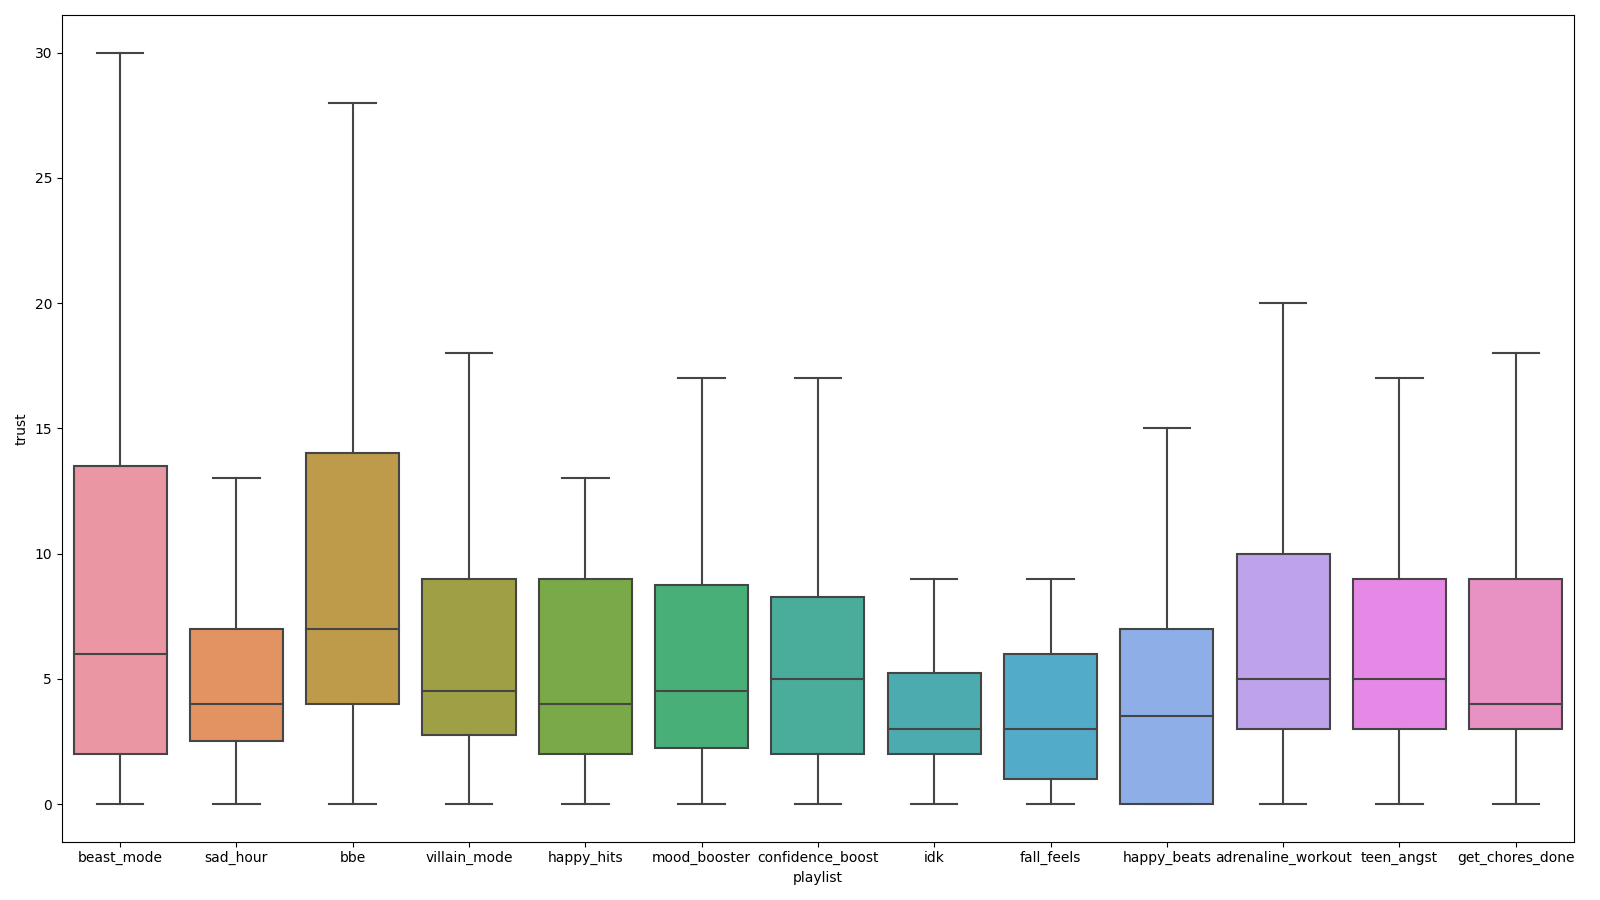 30
25
20
15
10
5
0
trust
beast_mode sad_hour bbe villain_mode happy_hits mood_booster confidence_boost idk fall_feels happy_beats adrenaline_workout teen_angst get_chores_done
playlist